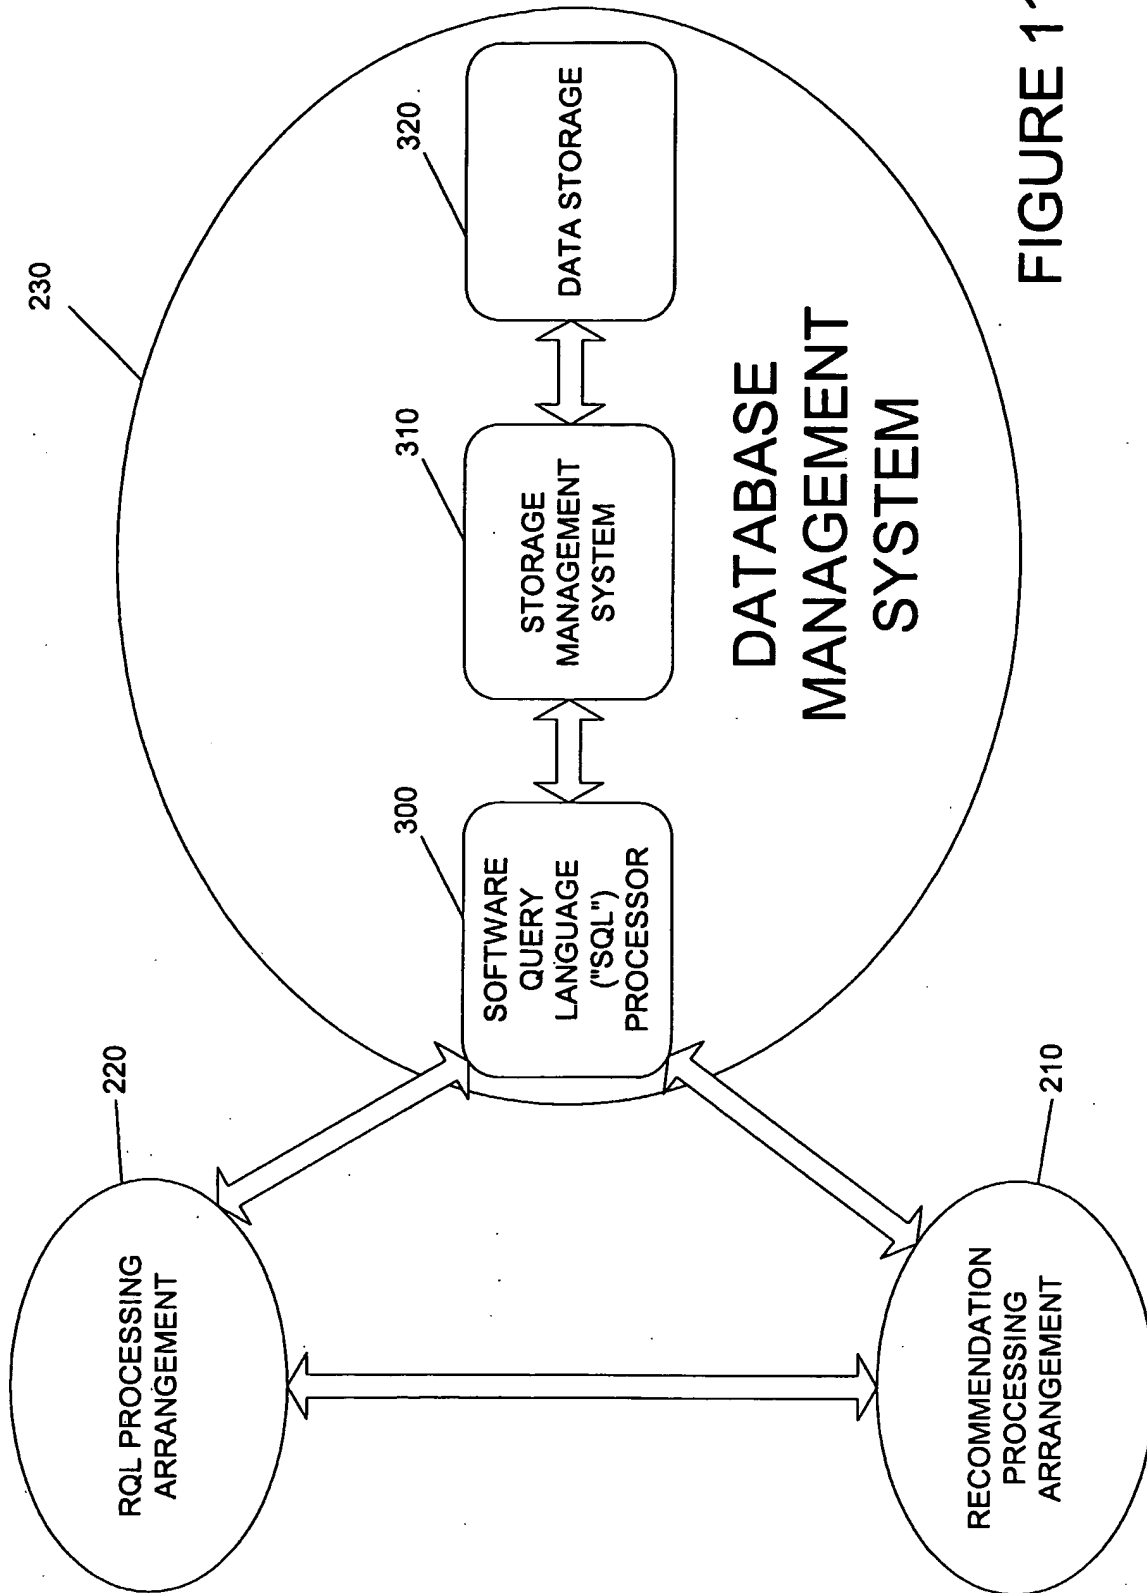 230
220
RQL PROCESSING
ARRANGEMENT
300
310
320
SOFTWARE
QUERY
LANGUAGE
("SQL")
PROCESSOR
STORAGE
MANAGEMENT
SYSTEM
DATA STORAGE
DATABASE
MANAGEMENT
SYSTEM
210
RECOMMENDATION
PROCESSING
ARRANGEMENT
FIGURE 11